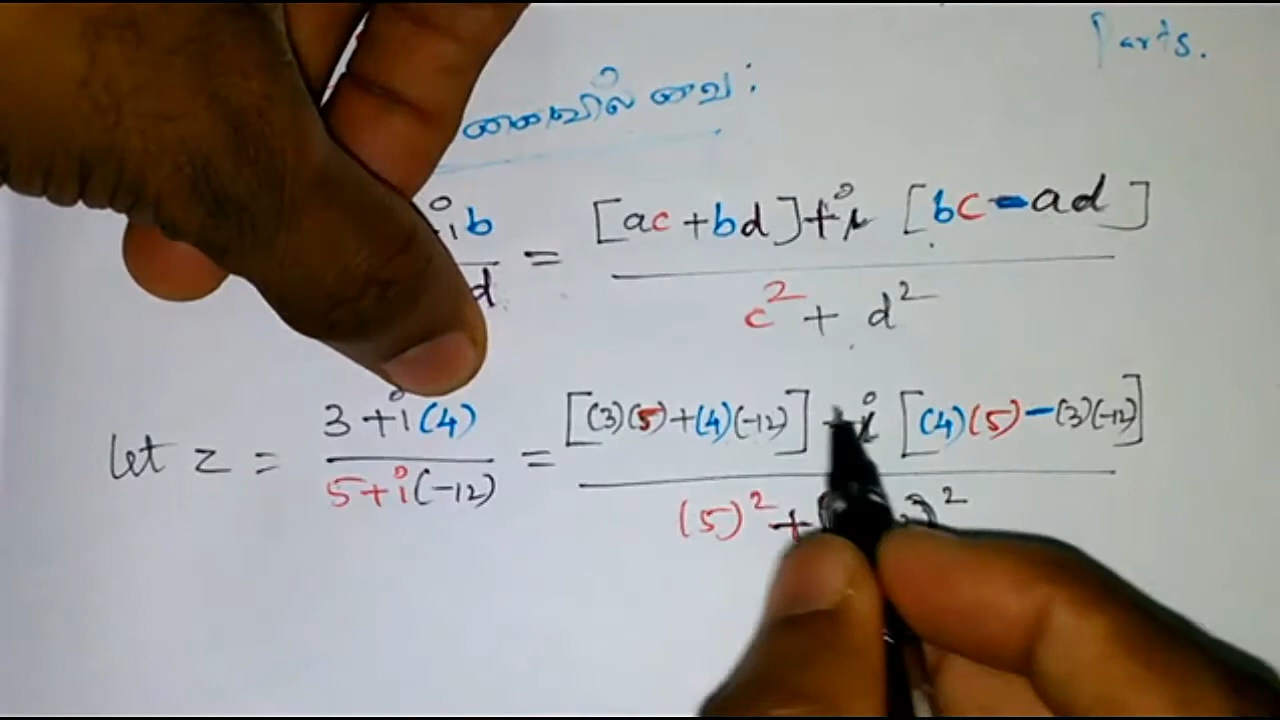 Parts.
வை:
ib / d = [ac + bd] + i [bc - ad] / c² + d²
let z = 3 + i(4) / 5 + i(-12) = [(3)(5) + (4)(-12)] + i [(4)(5) - (3)(-12)] / (5)² + ²